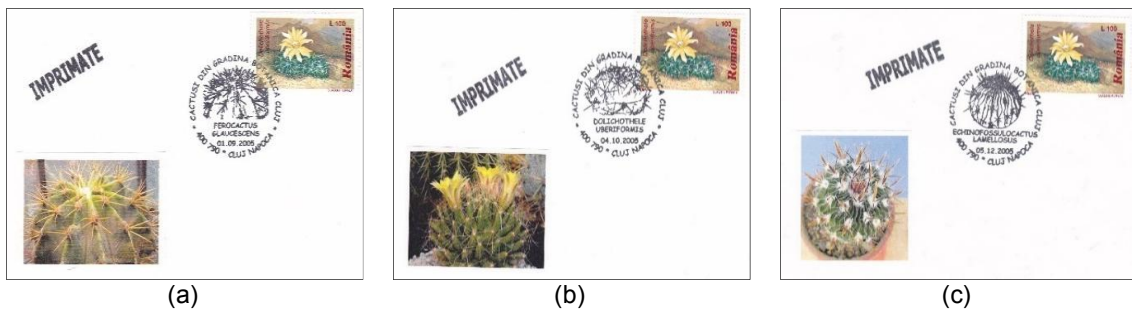 IMPRIMATE
L 100
România
* CACTUSI DIN GRADINA BOTANICA CLUJ
FEROCACTUS
GLAUCESCENS
01.09.2005
400 790 * CLUJ NAPOCA *
(a)
IMPRIMATE
L 100
România
* CACTUSI DIN GRADINA BOTANICA CLUJ
DOLICHOTHELE
UBERIFORMIS
04.10.2005
400 790 * CLUJ NAPOCA *
(b)
IMPRIMATE
L 100
România
* CACTUSI DIN GRADINA BOTANICA CLUJ
ECHINOFOSSULOCACTUS
LAMELLOSUS
05.12.2005
400 790 * CLUJ NAPOCA *
(c)